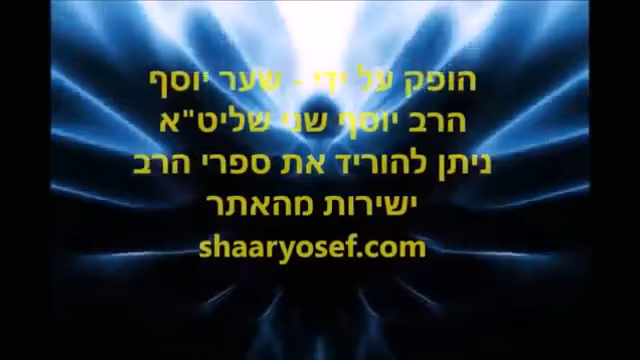 הופק על ידי - שער יוסף
הרב יוסף שני שליט"א
ניתן להוריד את ספרי הרב
ישירות מהאתר
shaaryosef.com